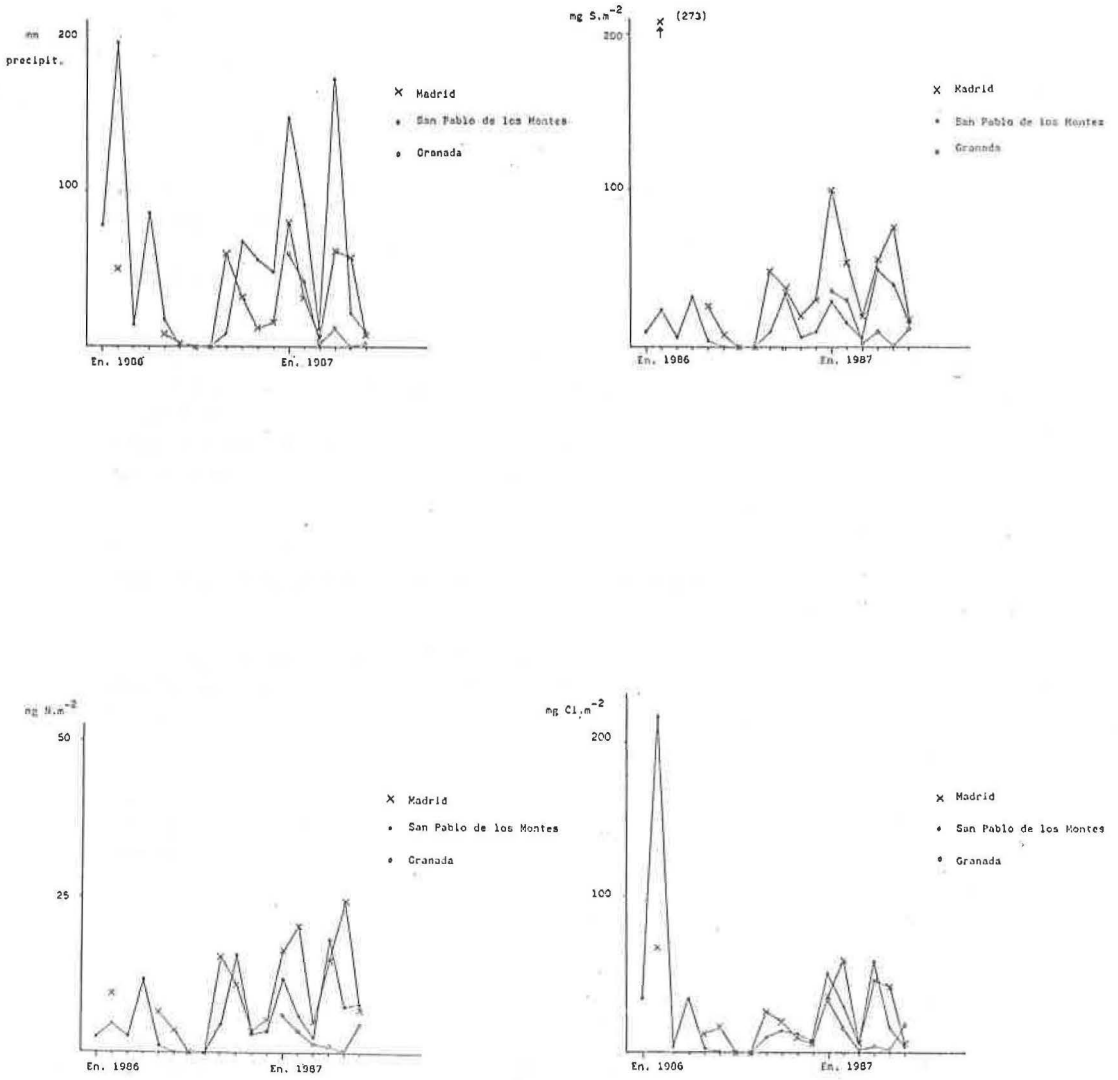 mm 200
precipit.
100
× Madrid
San Pablo de los Montes
Granada
En. 1986
En. 1987
mg S.m-2
(273)
200
100
× Madrid
San Pablo de los Montes
Granada
En. 1986
En. 1987
mg N.m-2
50
25
× Madrid
San Pablo de los Montes
Granada
En. 1986
En. 1987
mg Cl.m-2
200
100
× Madrid
San Pablo de los Montes
Granada
En. 1986
En. 1987